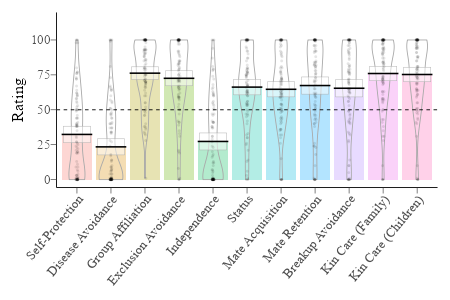 100
75
50
25
0
Rating
Self-Protection
Disease Avoidance
Group Affiliation
Exclusion Avoidance
Independence
Status
Mate Acquisition
Mate Retention
Breakup Avoidance
Kin Care (Family)
Kin Care (Children)